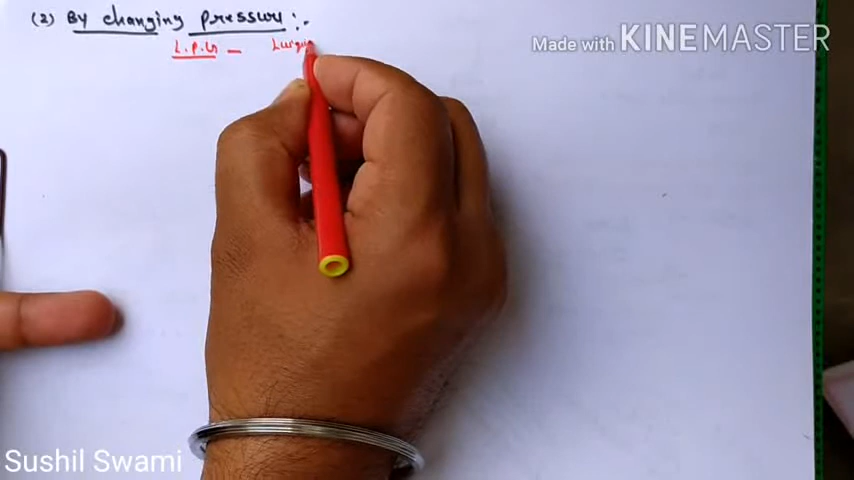 (2) By changing pressure :-
L.P.G -
Made with KINEMASTER
Sushil Swami